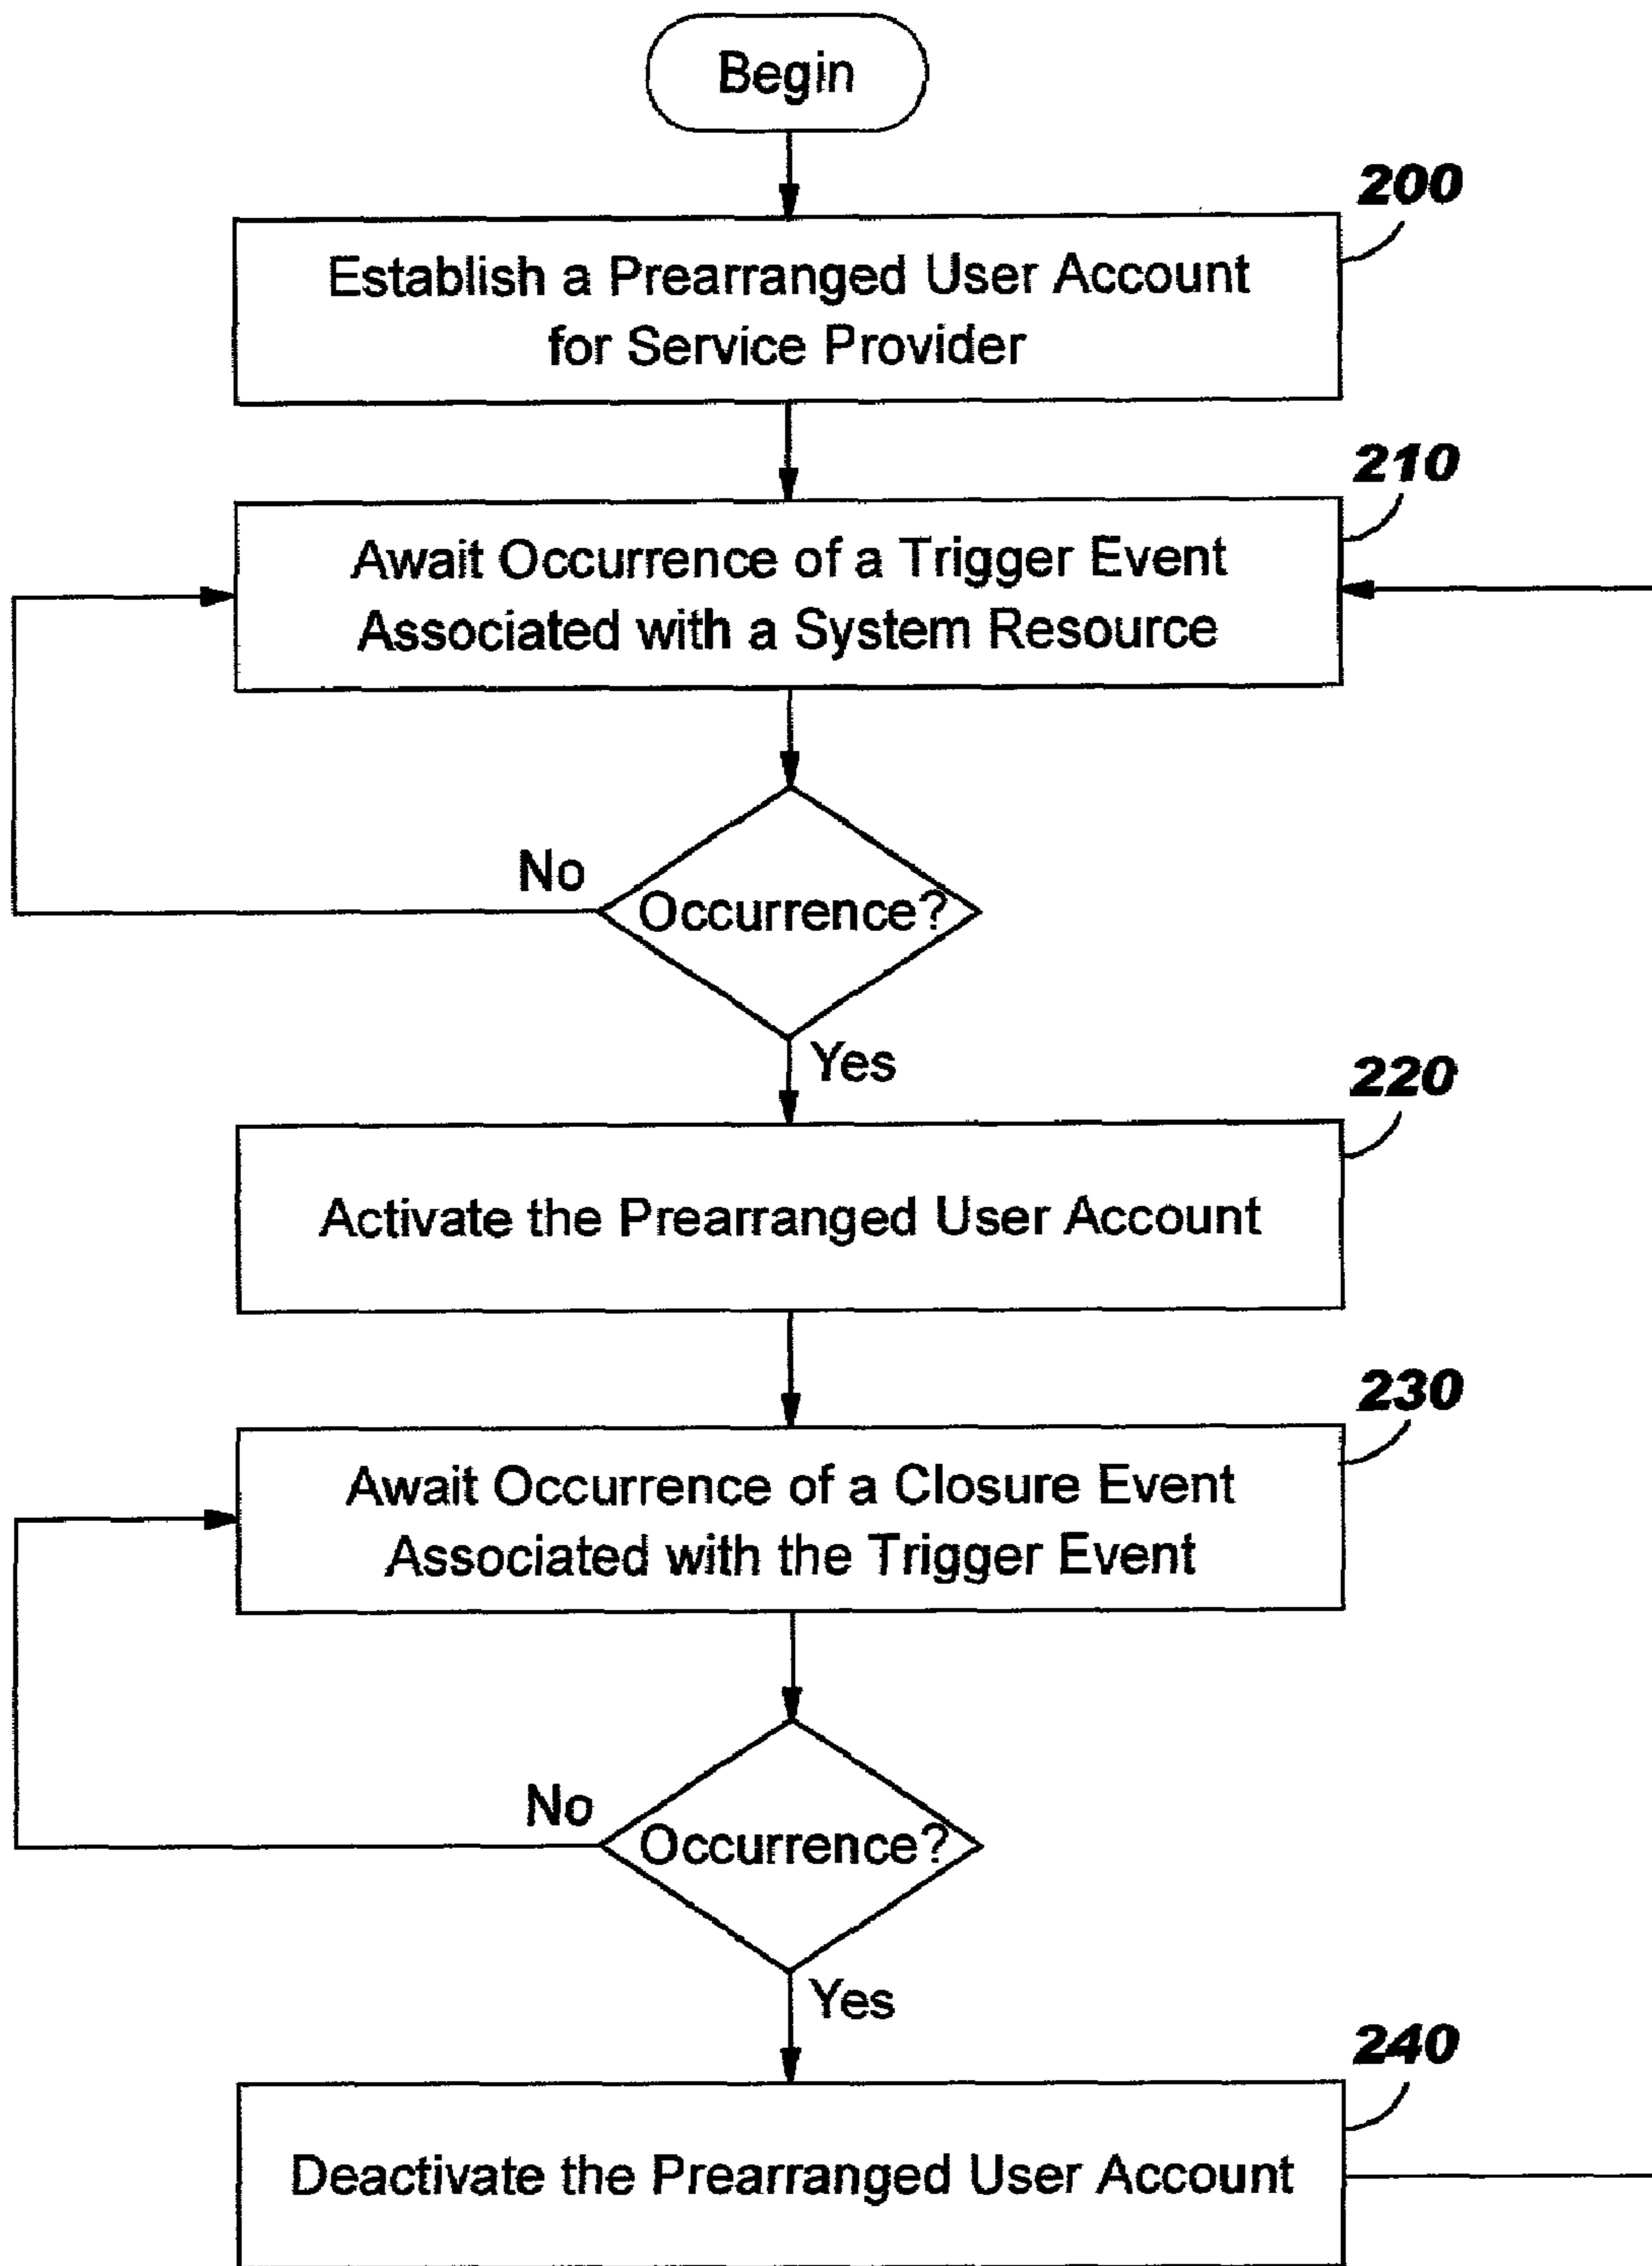 Begin
200
Establish a Prearranged User Account
for Service Provider
210
Await Occurrence of a Trigger Event
Associated with a System Resource
No
Occurrence?
Yes
220
Activate the Prearranged User Account
230
Await Occurrence of a Closure Event
Associated with the Trigger Event
No
Occurrence?
Yes
240
Deactivate the Prearranged User Account